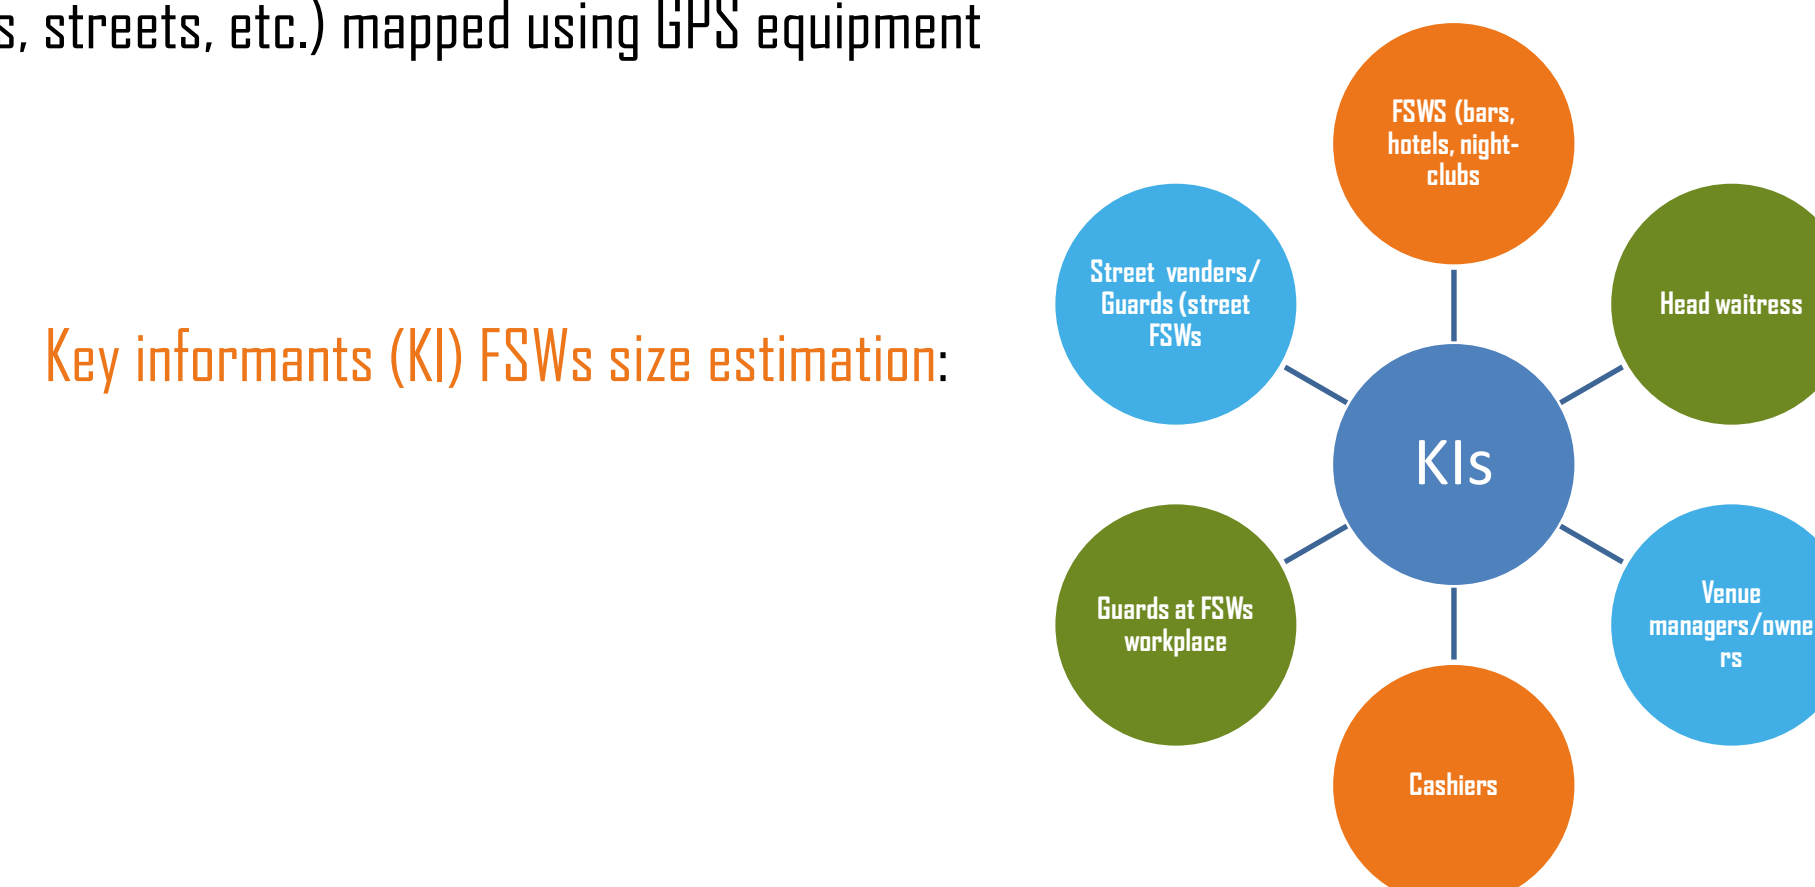 s, streets, etc.) mapped using GPS equipment
Key informants (KI) FSWs size estimation:
FSWS (bars,
hotels, night-
clubs
Head waitress
Venue
managers/owne
rs
Cashiers
Guards at FSWs
workplace
Street venders/
Guards (street
FSWs
KIs